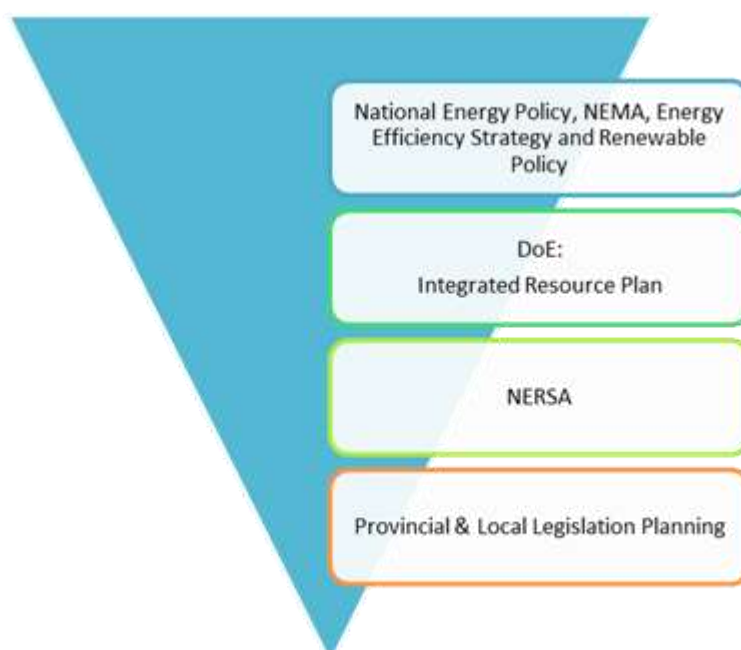 National Energy Policy, NEMA, Energy
Efficiency Strategy and Renewable
Policy
DoE:
Integrated Resource Plan
NERSA
Provincial & Local Legislation Planning